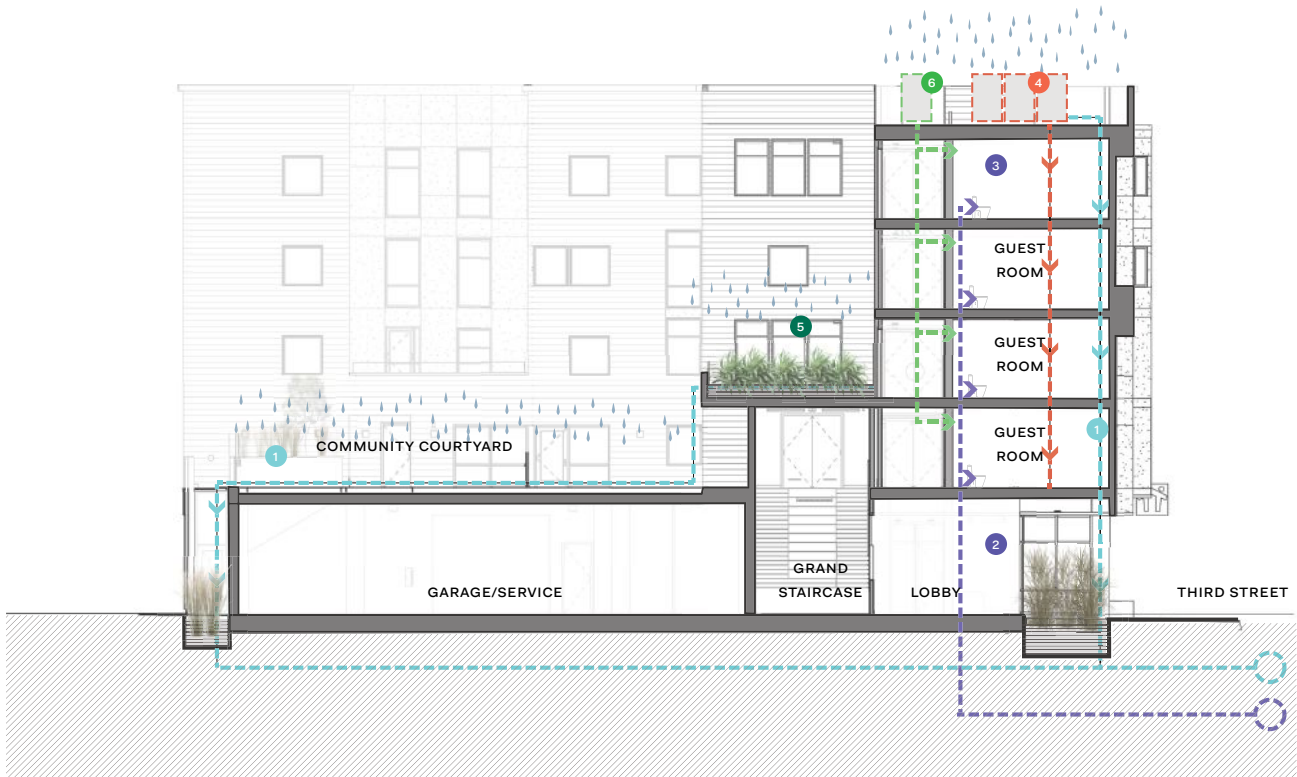 6
4
3
GUEST
ROOM
5
GUEST
ROOM
1
COMMUNITY COURTYARD
GUEST
ROOM
1
2
GARAGE/SERVICE
GRAND
STAIRCASE
LOBBY
THIRD STREET